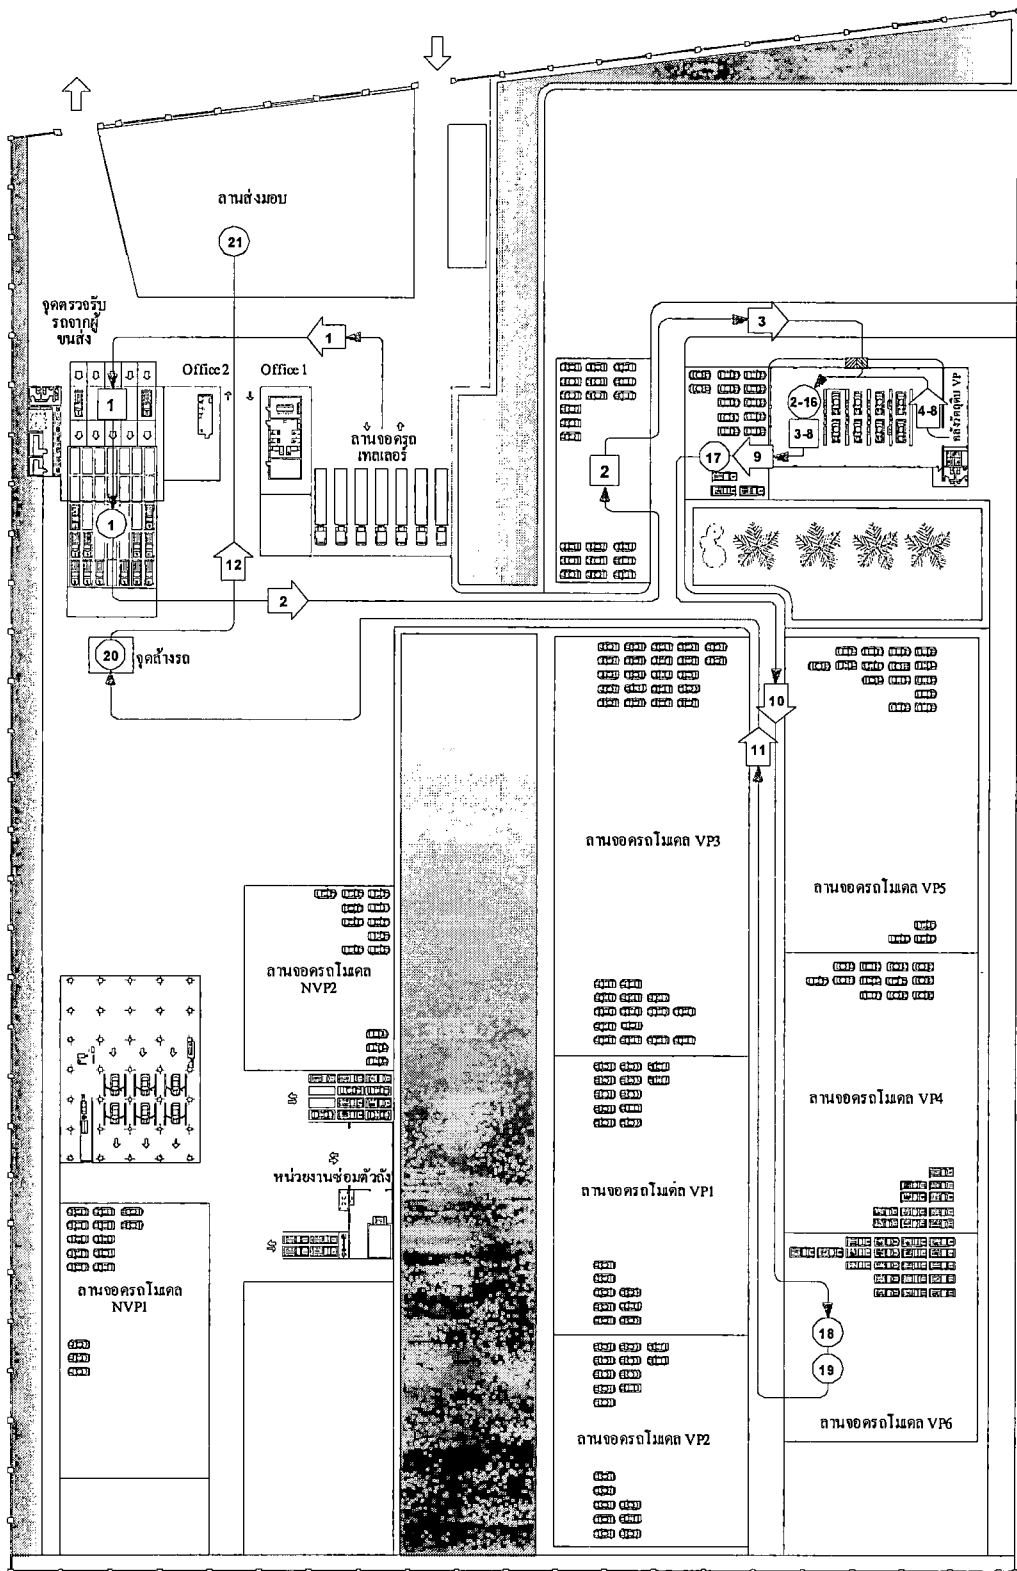 ลานส่งมอบ
21
จุดตรวจรับ
รถจากผู้
ขนส่ง
1
3
Office 2
Office 1
1
2-16
4-8
คลังวัตถุดิบ VP
3-8
ลานจอดรถ
เทลเลอร์
17
9
2
1
12
2
20
จุดล้างรถ
10
11
ลานจอดรถโมเดล VP3
ลานจอดรถโมเดล VP5
ลานจอดรถโมเดล
NVP2
ลานจอดรถโมเดล VP4
หน่วยงานซ่อมตัวถัง
ลานจอดรถโมเดล VP1
ลานจอดรถโมเดล
NVP1
18
19
ลานจอดรถโมเดล VP6
ลานจอดรถโมเดล VP2